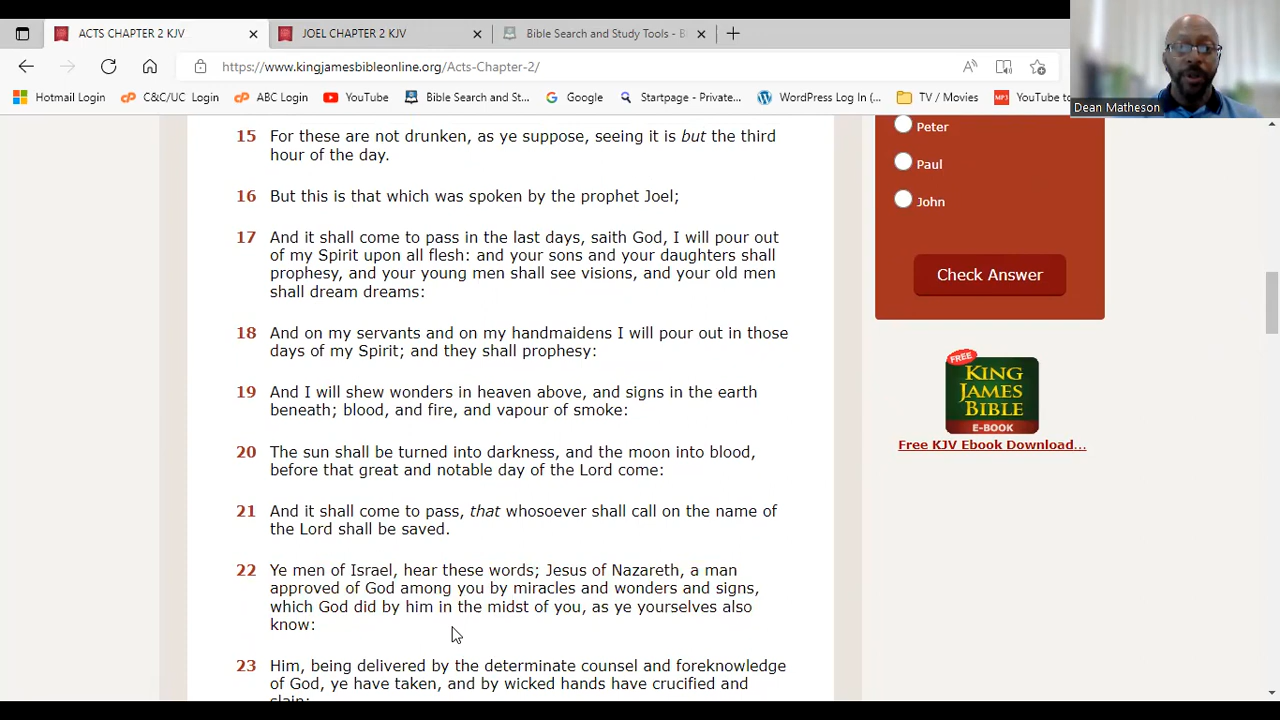 ACTS CHAPTER 2 KJV
JOEL CHAPTER 2 KJV
Bible Search and Study Tools - Bl
https://www.kingjamesbibleonline.org/Acts-Chapter-2/
Hotmail Login
C&C/UC Login
ABC Login
YouTube
Bible Search and St...
Google
Startpage - Private...
WordPress Log In (...
TV / Movies
YouTube to
Dean Matheson
15 For these are not drunken, as ye suppose, seeing it is but the third
hour of the day.
16 But this is that which was spoken by the prophet Joel;
17 And it shall come to pass in the last days, saith God, I will pour out
of my Spirit upon all flesh: and your sons and your daughters shall
prophesy, and your young men shall see visions, and your old men
shall dream dreams:
18 And on my servants and on my handmaidens I will pour out in those
days of my Spirit; and they shall prophesy:
19 And I will shew wonders in heaven above, and signs in the earth
beneath; blood, and fire, and vapour of smoke:
20 The sun shall be turned into darkness, and the moon into blood,
before that great and notable day of the Lord come:
21 And it shall come to pass, that whosoever shall call on the name of
the Lord shall be saved.
22 Ye men of Israel, hear these words; Jesus of Nazareth, a man
approved of God among you by miracles and wonders and signs,
which God did by him in the midst of you, as ye yourselves also
know:
23 Him, being delivered by the determinate counsel and foreknowledge
of God, ye have taken, and by wicked hands have crucified and
slain:
Peter
Paul
John
Check Answer
FREE
KING
JAMES
BIBLE
E-BOOK
Free KJV Ebook Download...